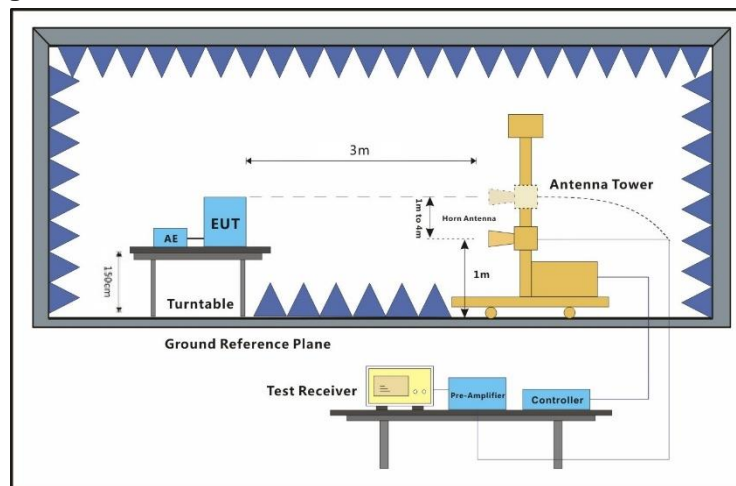 3m
Antenna Tower
1m to 4m
Horn Antenna
EUT
AE
150cm
1m
Turntable
Ground Reference Plane
Test Receiver
Pre-Amplifier
Controller